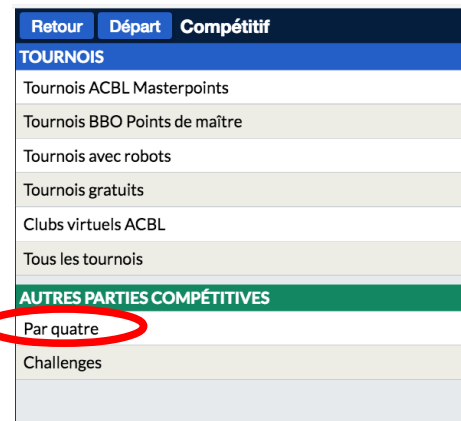 Retour Départ Compétitif
TOURNOIS
Tournois ACBL Masterpoints
Tournois BBO Points de maître
Tournois avec robots
Tournois gratuits
Clubs virtuels ACBL
Tous les tournois
AUTRES PARTIES COMPÉTITIVES
Par quatre
Challenges